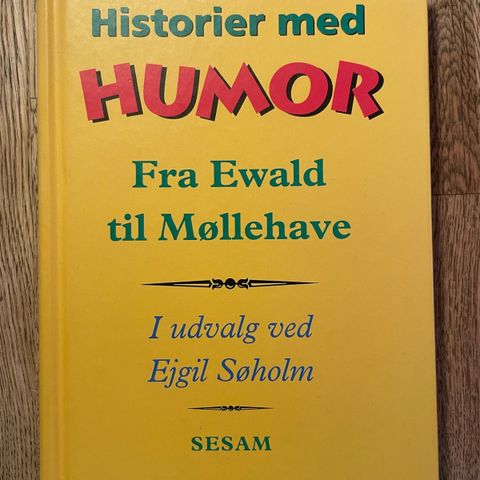 Historier med
HUMOR
Fra Ewald
til Møllehave
I udvalg ved
Ejgil Søholm
SESAM